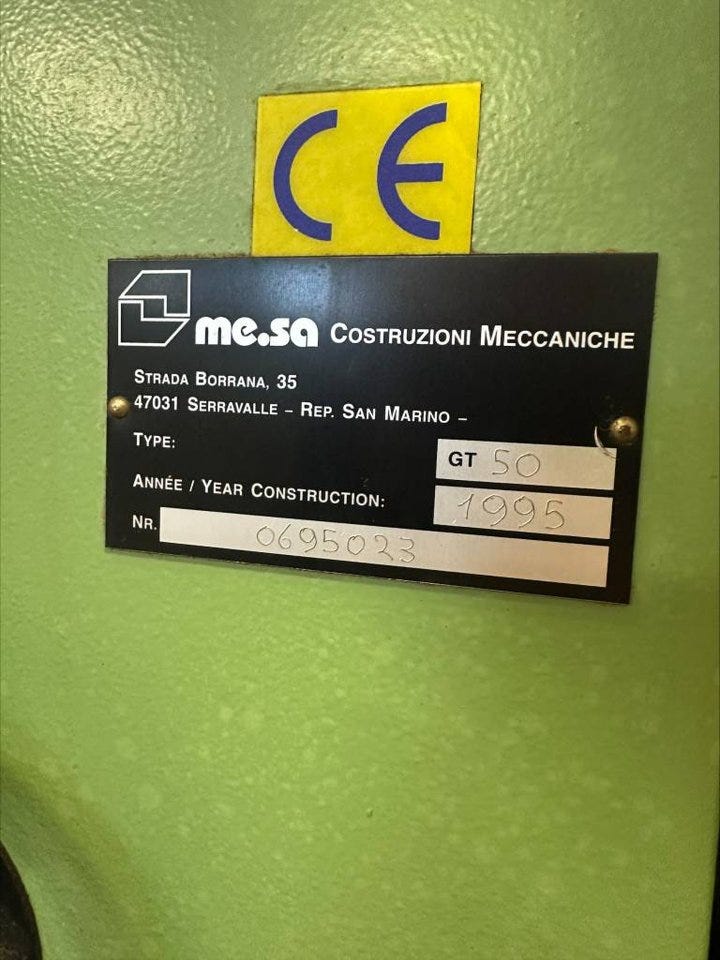 CE
me.sa COSTRUZIONI MECCANICHE
STRADA BORRANA, 35
47031 SERRAVALLE - REP. SAN MARINO -
TYPE: GT 50
ANNÉE / YEAR CONSTRUCTION: 1995
NR. 0695023